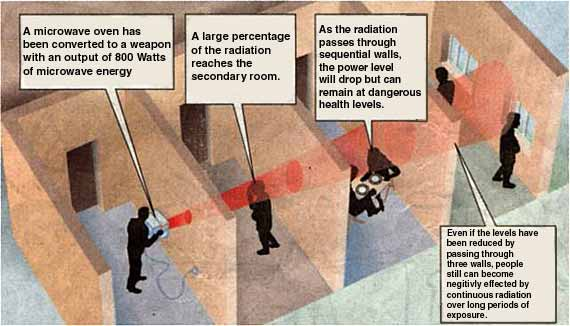 A microwave oven has
been converted to a weapon
with an output of 800 Watts
of microwave energy
A large percentage
of the radiation
reaches the
secondary room.
As the radiation
passes through
sequential walls,
the power level
will drop but can
remain at dangerous
health levels.
Even if the levels have
been reduced by
passing through
three walls, people
still can become
negitivly effected by
continuous radiation
over long periods of
exposure.